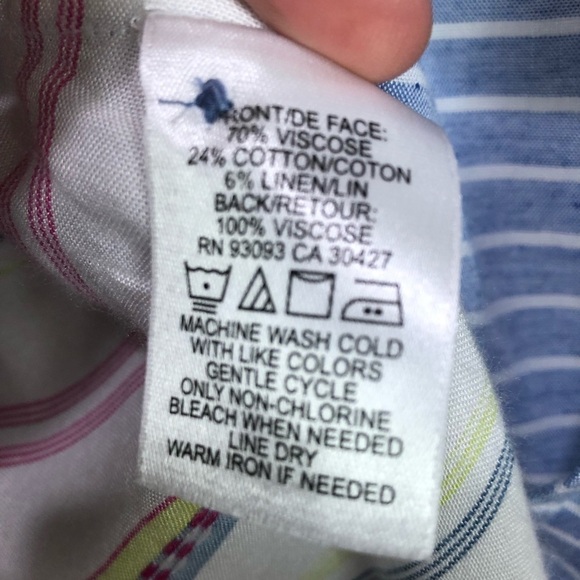 FRONT/DE FACE:
70% VISCOSE
24% COTTON/COTON
6% LINEN/LIN
BACK/RETOUR:
100% VISCOSE
RN 93093 CA 30427
MACHINE WASH COLD
WITH LIKE COLORS
GENTLE CYCLE
ONLY NON-CHLORINE
BLEACH WHEN NEEDED
LINE DRY
WARM IRON IF NEEDED